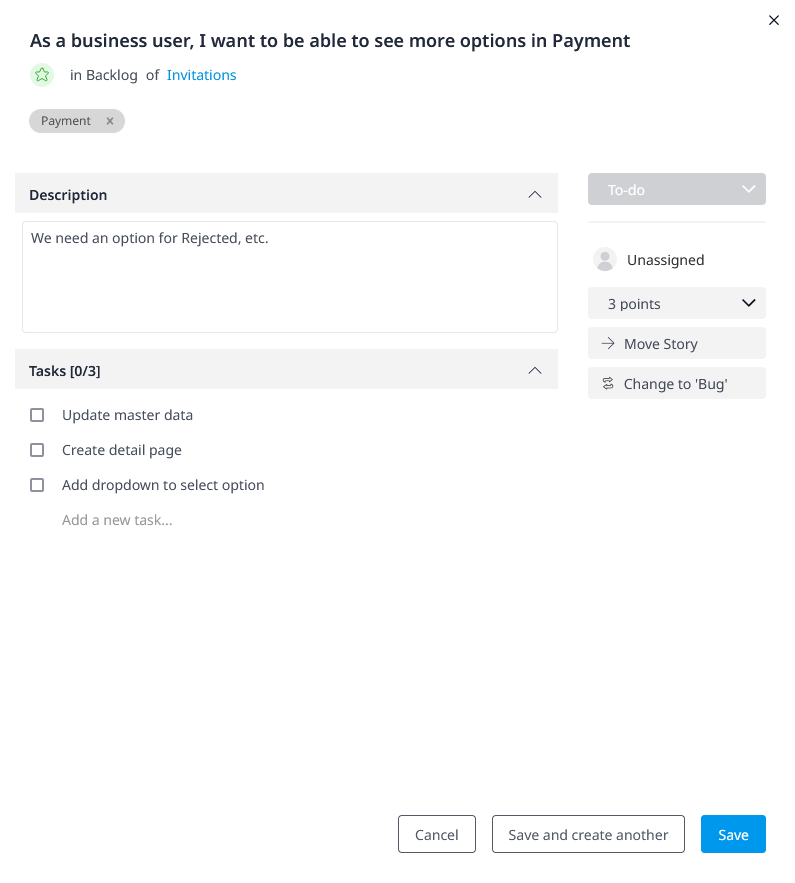 As a business user, I want to be able to see more options in Payment
in Backlog of Invitations
Payment
Description
We need an option for Rejected, etc.
Tasks [0/3]
Update master data
Create detail page
Add dropdown to select option
Add a new task...
To-do
Unassigned
3 points
Move Story
Change to 'Bug'
Cancel
Save and create another
Save